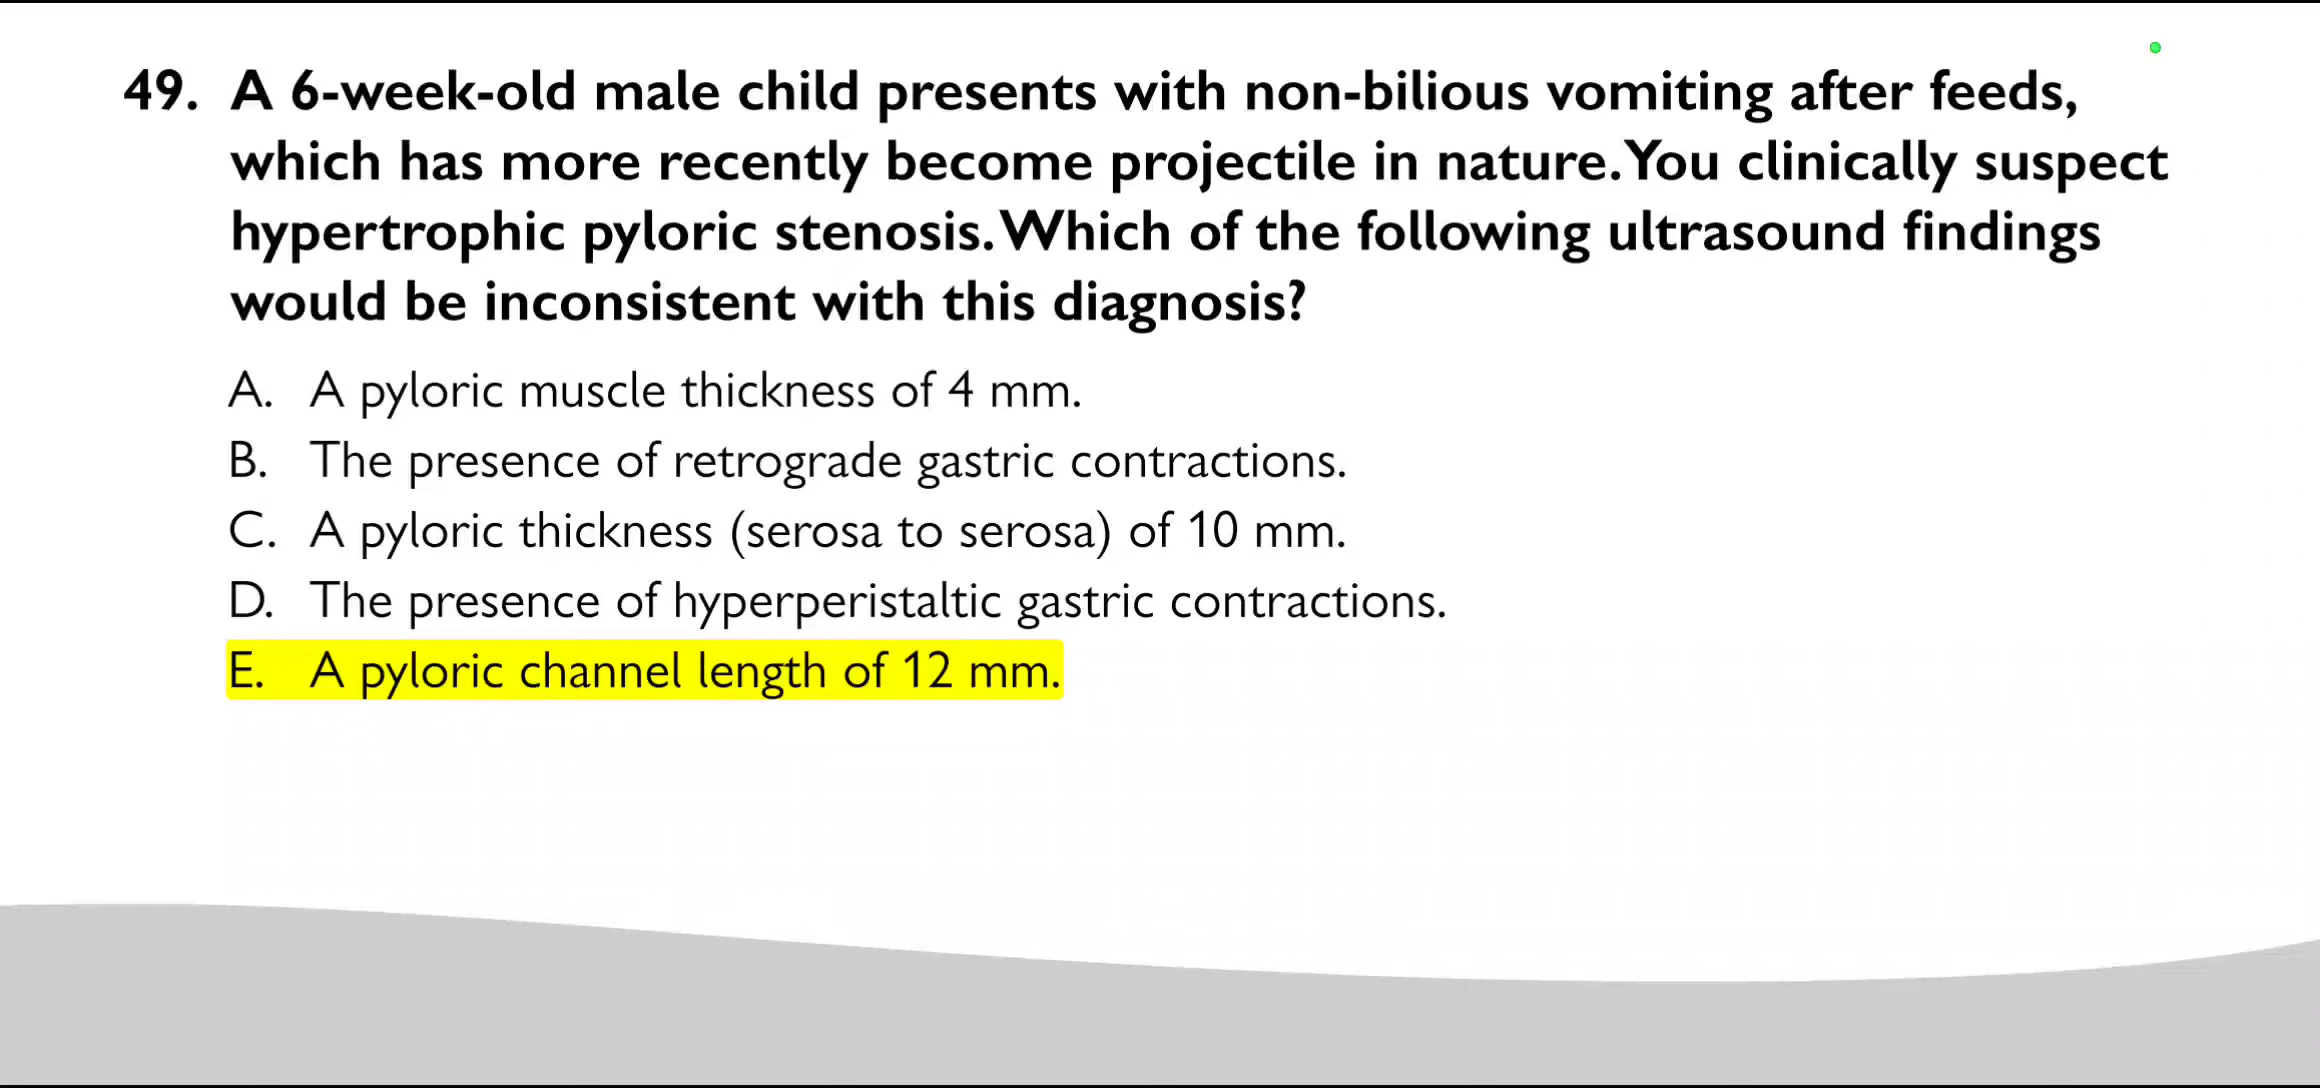 49. A 6-week-old male child presents with non-bilious vomiting after feeds,
which has more recently become projectile in nature. You clinically suspect
hypertrophic pyloric stenosis. Which of the following ultrasound findings
would be inconsistent with this diagnosis?
A. A pyloric muscle thickness of 4 mm.
B. The presence of retrograde gastric contractions.
C. A pyloric thickness (serosa to serosa) of 10 mm.
D. The presence of hyperperistaltic gastric contractions.
E. A pyloric channel length of 12 mm.